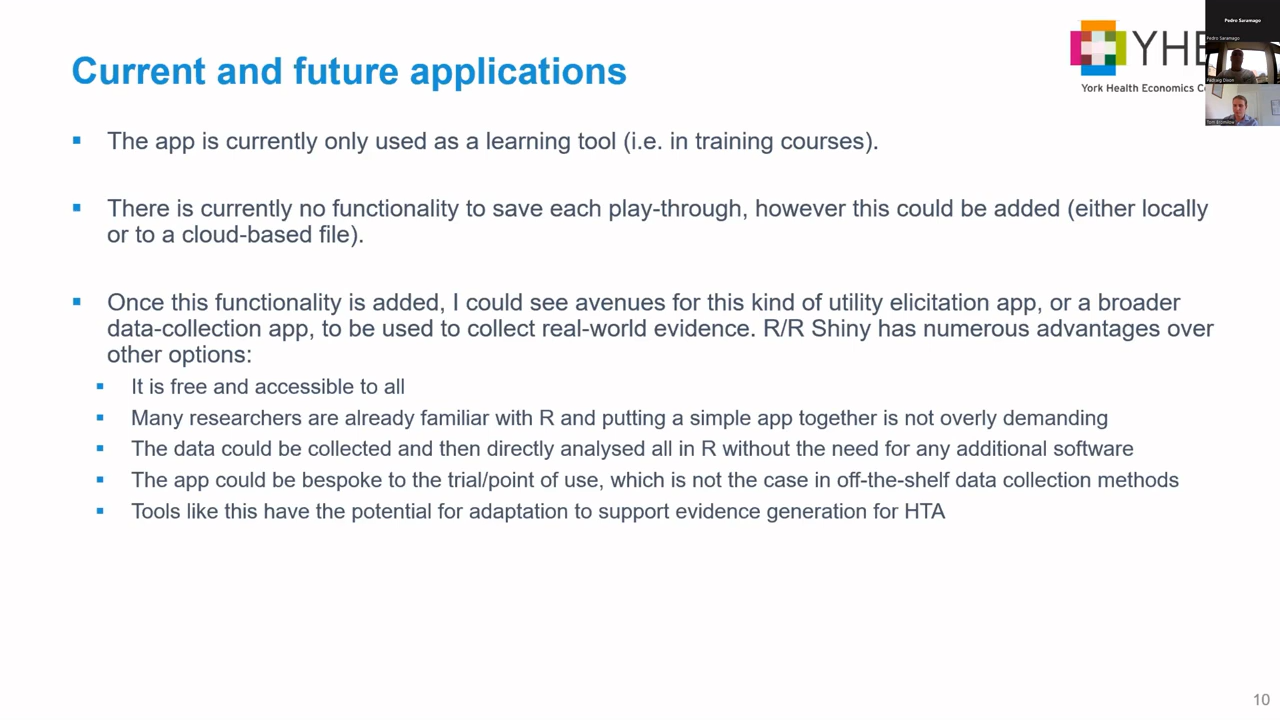 Current and future applications
YHE
York Health Economics Co
Pedro Saramago
Pedro Saramago
Padraig Dixon
▪ The app is currently only used as a learning tool (i.e. in training courses).
▪ There is currently no functionality to save each play-through, however this could be added (either locally
or to a cloud-based file).
▪ Once this functionality is added, I could see avenues for this kind of utility elicitation app, or a broader
data-collection app, to be used to collect real-world evidence. R/R Shiny has numerous advantages over
other options:
▪ It is free and accessible to all
▪ Many researchers are already familiar with R and putting a simple app together is not overly demanding
▪ The data could be collected and then directly analysed all in R without the need for any additional software
▪ The app could be bespoke to the trial/point of use, which is not the case in off-the-shelf data collection methods
▪ Tools like this have the potential for adaptation to support evidence generation for HTA
10